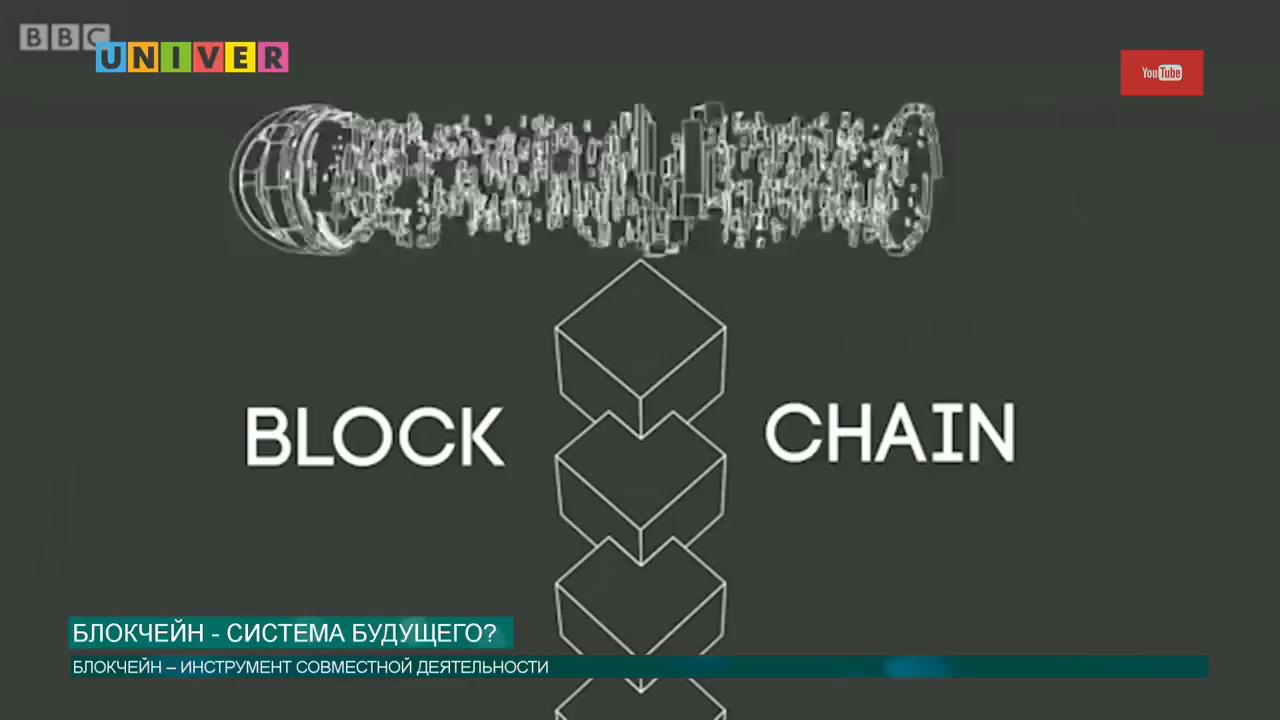 BBC
UNIVER
YouTube
BLOCK CHAIN
БЛОКЧЕЙН - СИСТЕМА БУДУЩЕГО?
БЛОКЧЕЙН – ИНСТРУМЕНТ СОВМЕСТНОЙ ДЕЯТЕЛЬНОСТИ